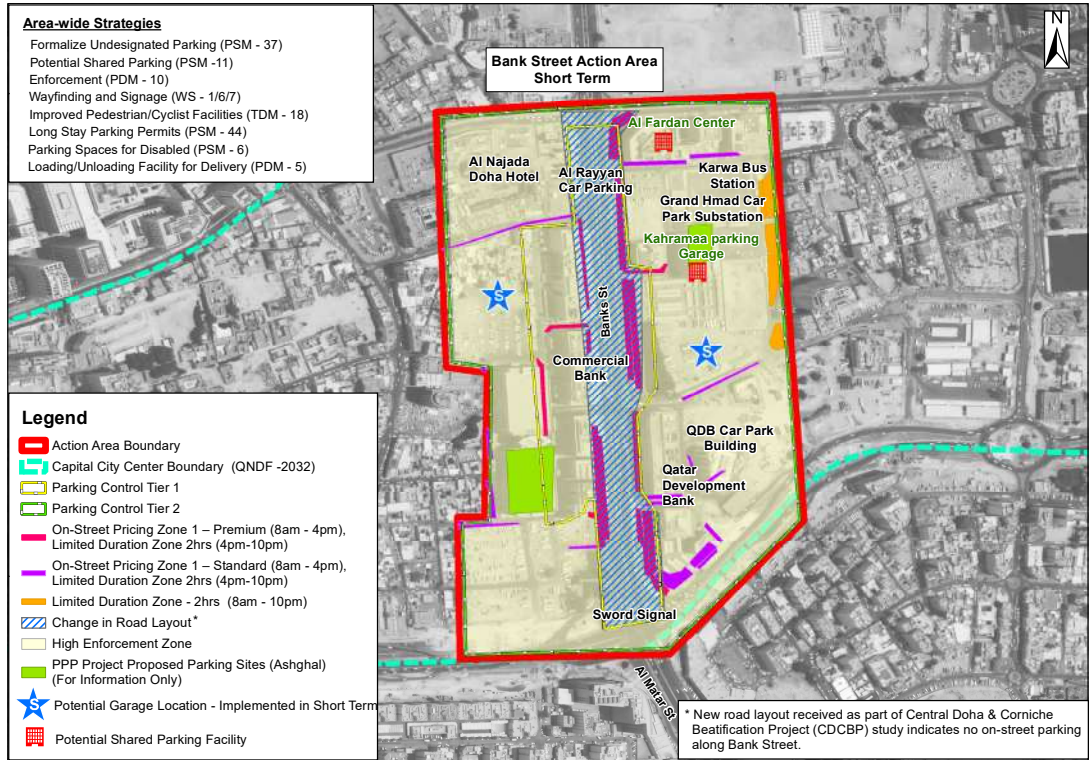 Area-wide Strategies
Formalize Undesignated Parking (PSM - 37)
Potential Shared Parking (PSM -11)
Enforcement (PDM - 10)
Wayfinding and Signage (WS - 1/6/7)
Improved Pedestrian/Cyclist Facilities (TDM - 18)
Long Stay Parking Permits (PSM - 44)
Parking Spaces for Disabled (PSM - 6)
Loading/Unloading Facility for Delivery (PDM - 5)
Bank Street Action Area
Short Term
N
Al Fardan Center
Al Najada
Doha Hotel
Al Rayyan
Car Parking
Karwa Bus
Station
Grand Hmad Car
Park Substation
Kahramaa parking
Garage
S
Banks St
S
Commercial
Bank
QDB Car Park
Building
Qatar
Development
Bank
Sword Signal
Al Matar St
Legend
Action Area Boundary
Capital City Center Boundary (QNDF -2032)
Parking Control Tier 1
Parking Control Tier 2
On-Street Pricing Zone 1 – Premium (8am - 4pm),
Limited Duration Zone 2hrs (4pm-10pm)
On-Street Pricing Zone 1 – Standard (8am - 4pm),
Limited Duration Zone 2hrs (4pm-10pm)
Limited Duration Zone - 2hrs (8am - 10pm)
Change in Road Layout*
High Enforcement Zone
PPP Project Proposed Parking Sites (Ashghal)
(For Information Only)
S
Potential Garage Location - Implemented in Short Term
Potential Shared Parking Facility
* New road layout received as part of Central Doha & Corniche
Beatification Project (CDCBP) study indicates no on-street parking
along Bank Street.